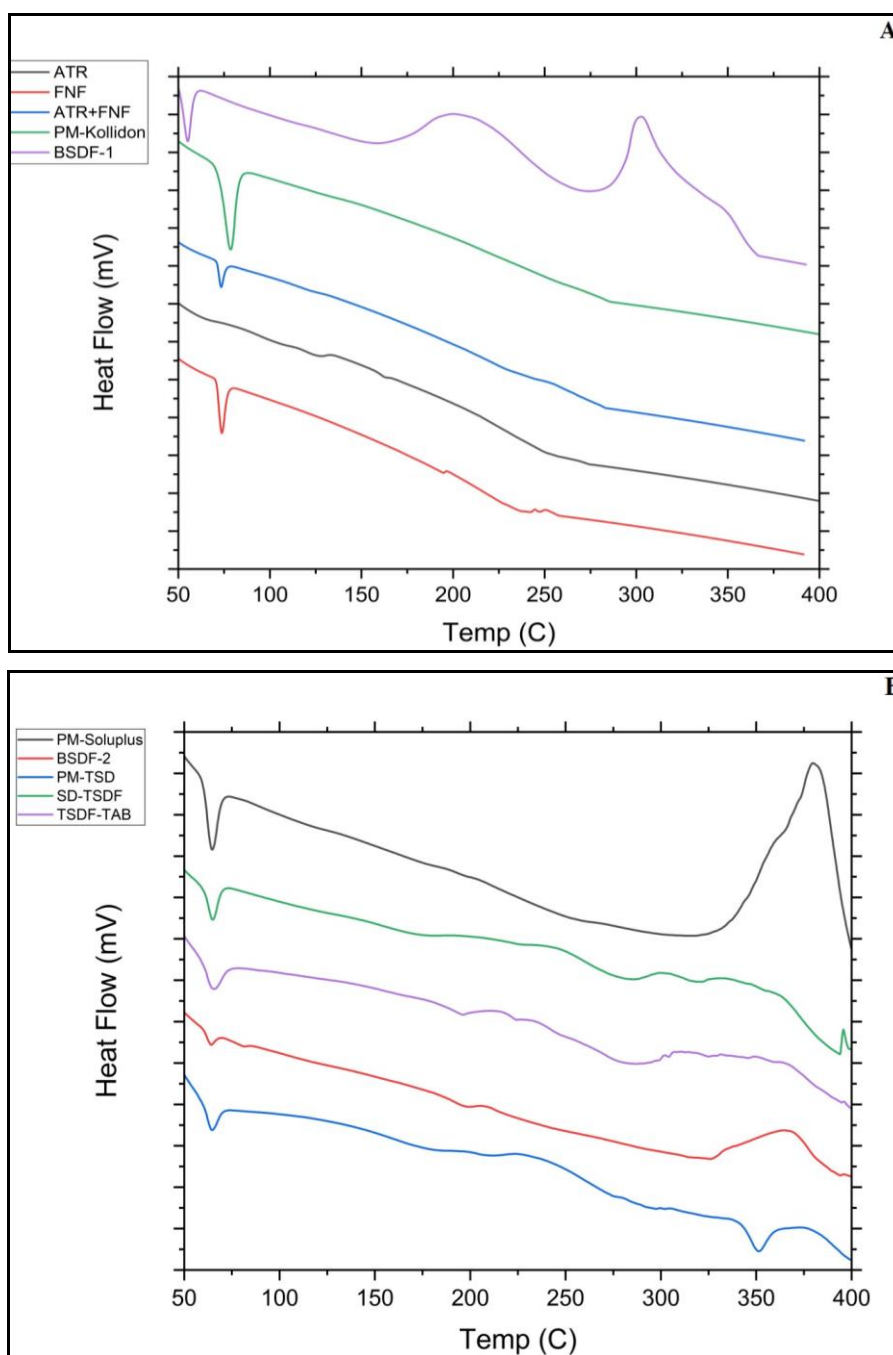 A
ATR
FNF
ATR+FNF
PM-Kollidon
BSDF-1
Heat Flow (mV)
50 100 150 200 250 300 350 400
Temp (C)
PM-Soluplus
BSDF-2
PM-TSD
SD-TSDF
TSDF-TAB
Heat Flow (mV)
50 100 150 200 250 300 350 400
Temp (C)